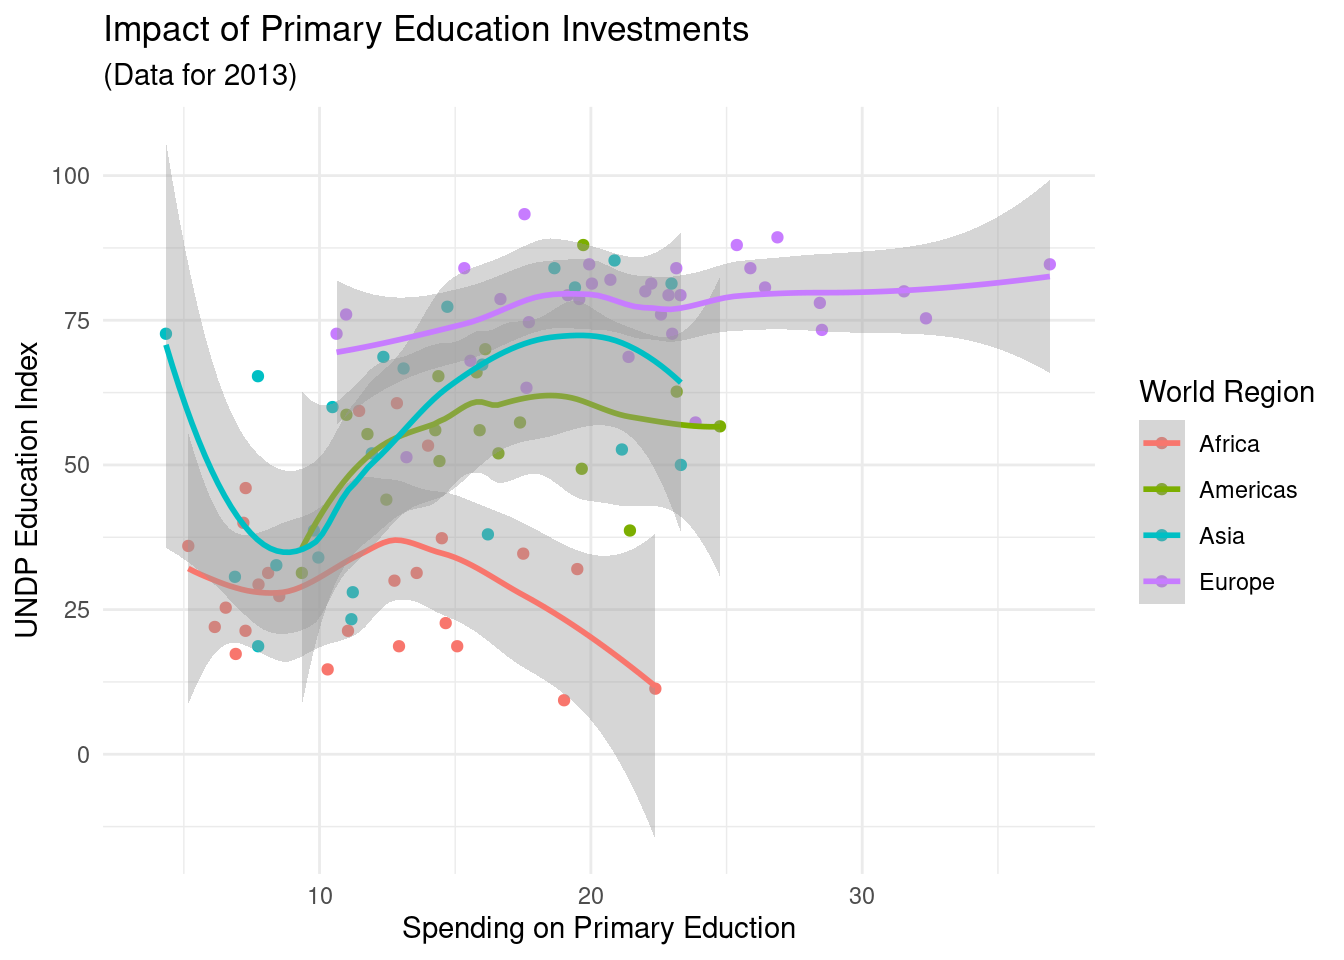 Impact of Primary Education Investments
(Data for 2013)
UNDP Education Index
100
75
50
25
0
10
20
30
Spending on Primary Eduction
World Region
Africa
Americas
Asia
Europe